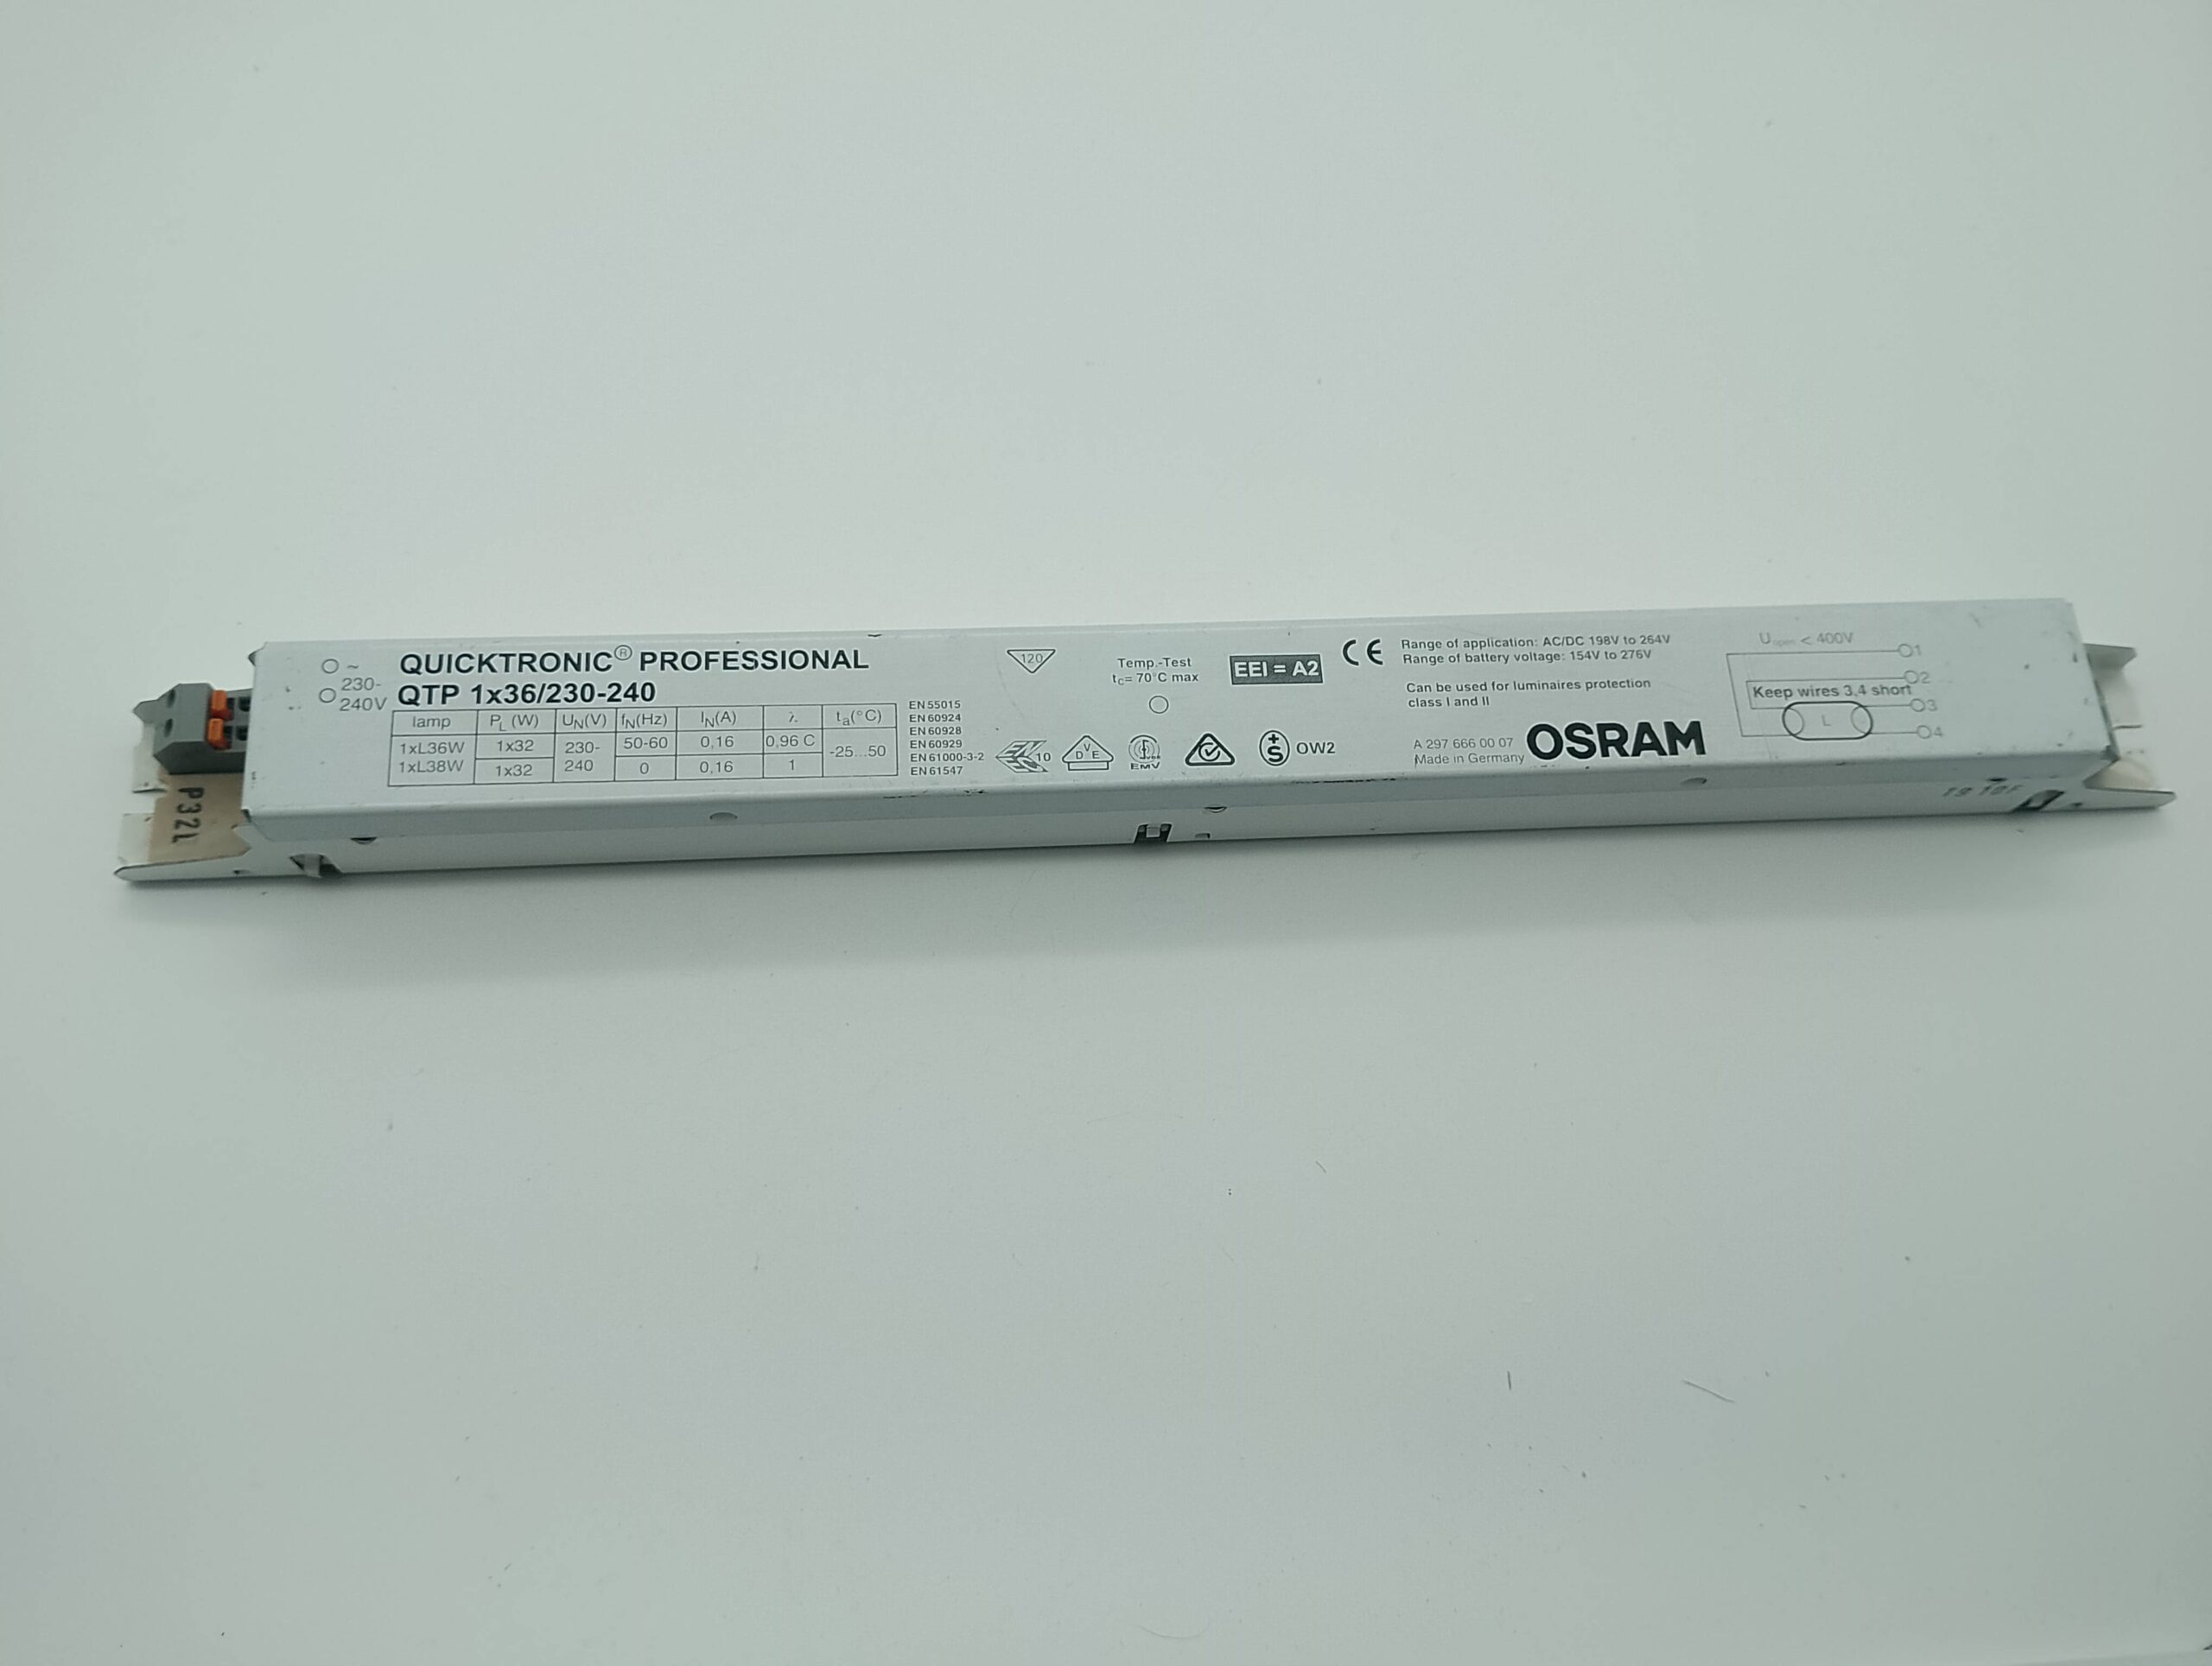 ~
230-
240V
QUICKTRONIC® PROFESSIONAL
QTP 1x36/230-240
lamp PL (W) UN(V) fN(Hz) IN(A) λ ta(°C)
1xL36W 1x32 230- 50-60 0,16 0,96 C -25...50
1xL38W 1x32 240 0 0,16 1
EN 55015
EN 60924
EN 60928
EN 60929
EN 61000-3-2
EN 61547
120
10
D V E
EMV
Temp.-Test
tc= 70°C max
EEI = A2
CE
S OW2
Range of application: AC/DC 198V to 264V
Range of battery voltage: 154V to 276V
Can be used for luminaires protection
class I and II
A 297 666 00 07
Made in Germany
OSRAM
Uopen < 400V
1
2
Keep wires 3,4 short
3
L
4
P32L